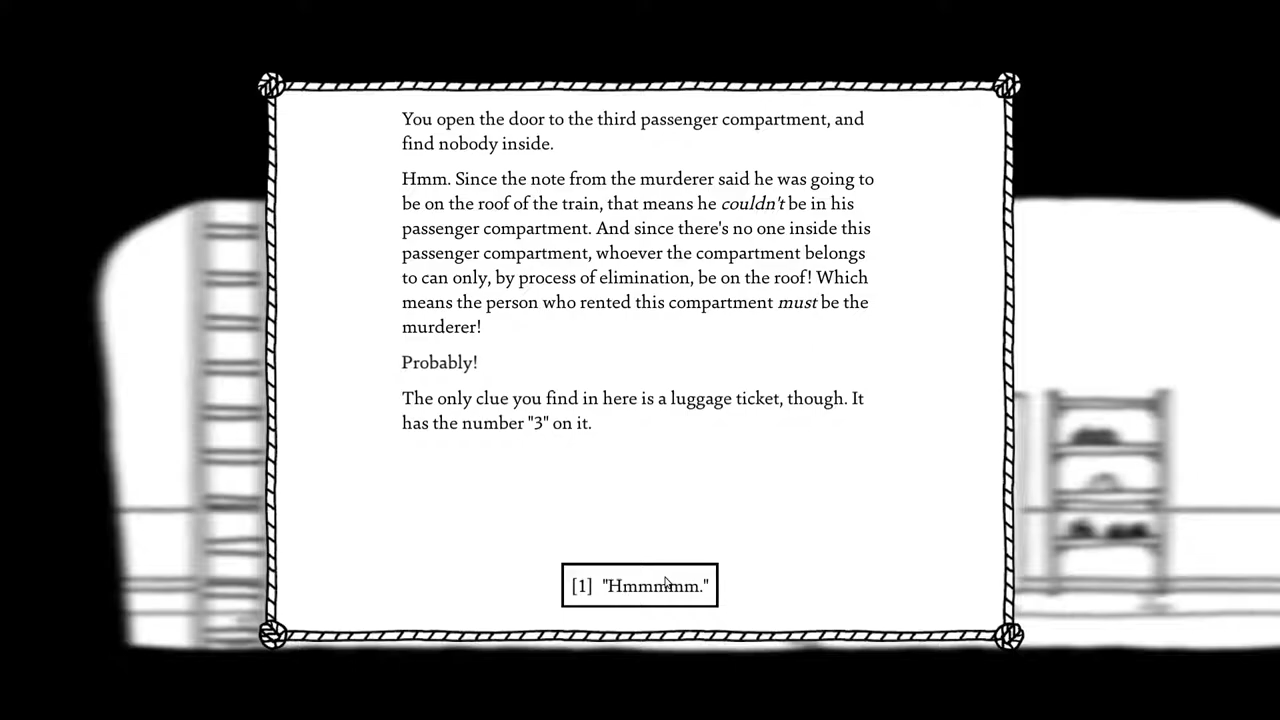 You open the door to the third passenger compartment, and
find nobody inside.
Hmm. Since the note from the murderer said he was going to
be on the roof of the train, that means he couldn't be in his
passenger compartment. And since there's no one inside this
passenger compartment, whoever the compartment belongs
to can only, by process of elimination, be on the roof! Which
means the person who rented this compartment must be the
murderer!
Probably!
The only clue you find in here is a luggage ticket, though. It
has the number "3" on it.
[1] "Hmmmmm."